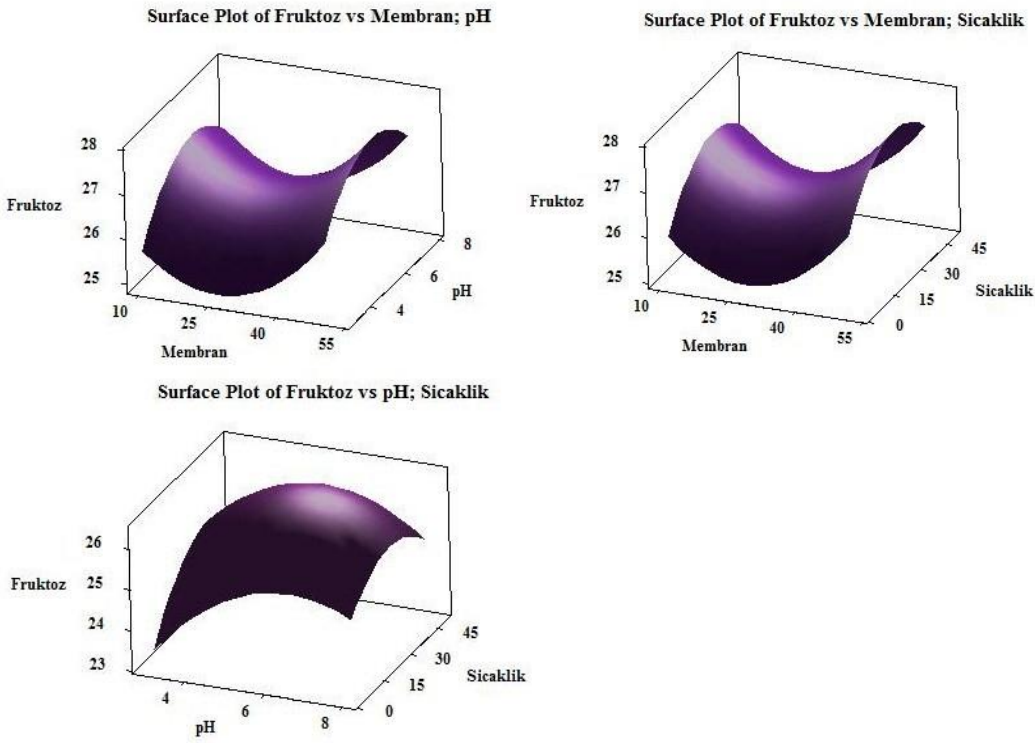 Surface Plot of Fruktoz vs Membran; pH
28
27
Fruktoz
26
25
10
25
40
55
Membran
4
6
8
pH
Surface Plot of Fruktoz vs Membran; Sicaklik
28
27
Fruktoz
26
25
10
25
40
55
Membran
0
15
30
45
Sicaklik
Surface Plot of Fruktoz vs pH; Sicaklik
26
25
Fruktoz
24
23
4
6
8
pH
0
15
30
45
Sicaklik